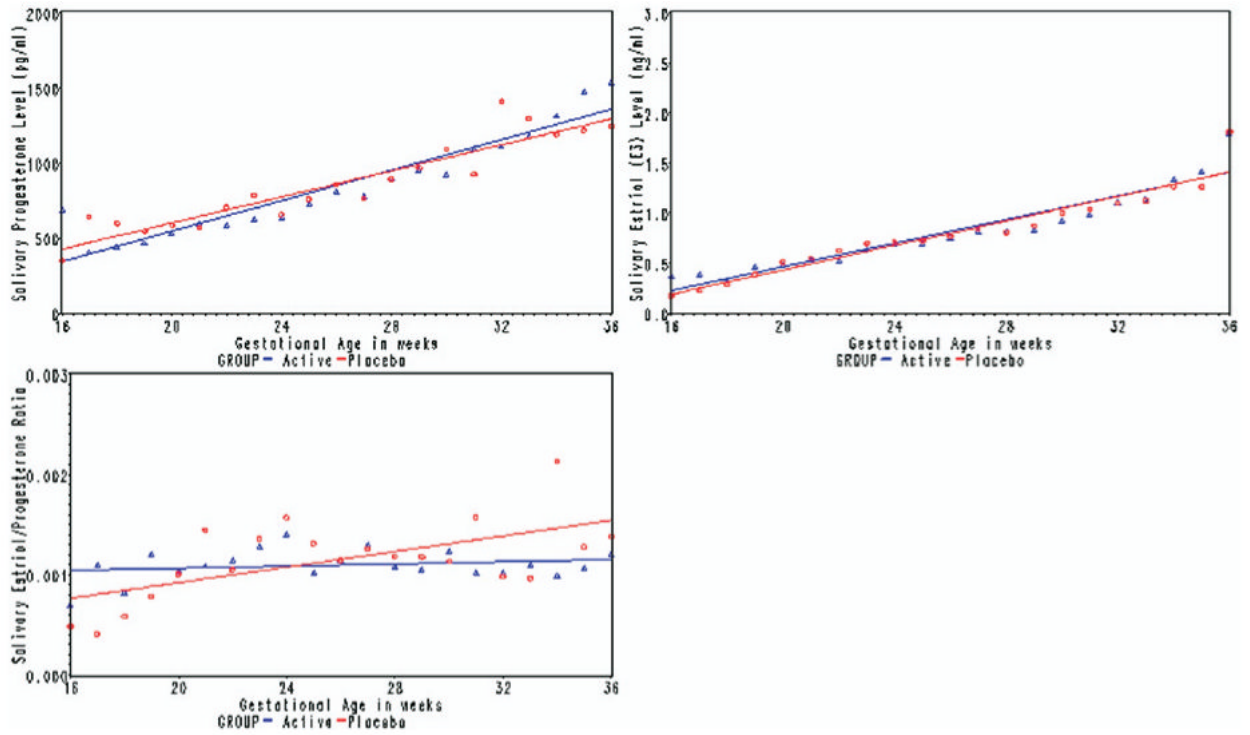 Salivary Progesterone Level (pg/ml)
2000
1500
1000
500
0
16 20 24 28 32 36
Gestational Age in weeks
GROUP Active Placebo
Salivary Estriol (E3) Level (ng/ml)
3.0
2.5
2.0
1.5
1.0
0.5
0.0
16 20 24 28 32 36
Gestational Age in weeks
GROUP Active Placebo
Salivary Estriol/Progesterone Ratio
0.003
0.002
0.001
0.000
16 20 24 28 32 36
Gestational Age in weeks
GROUP Active Placebo